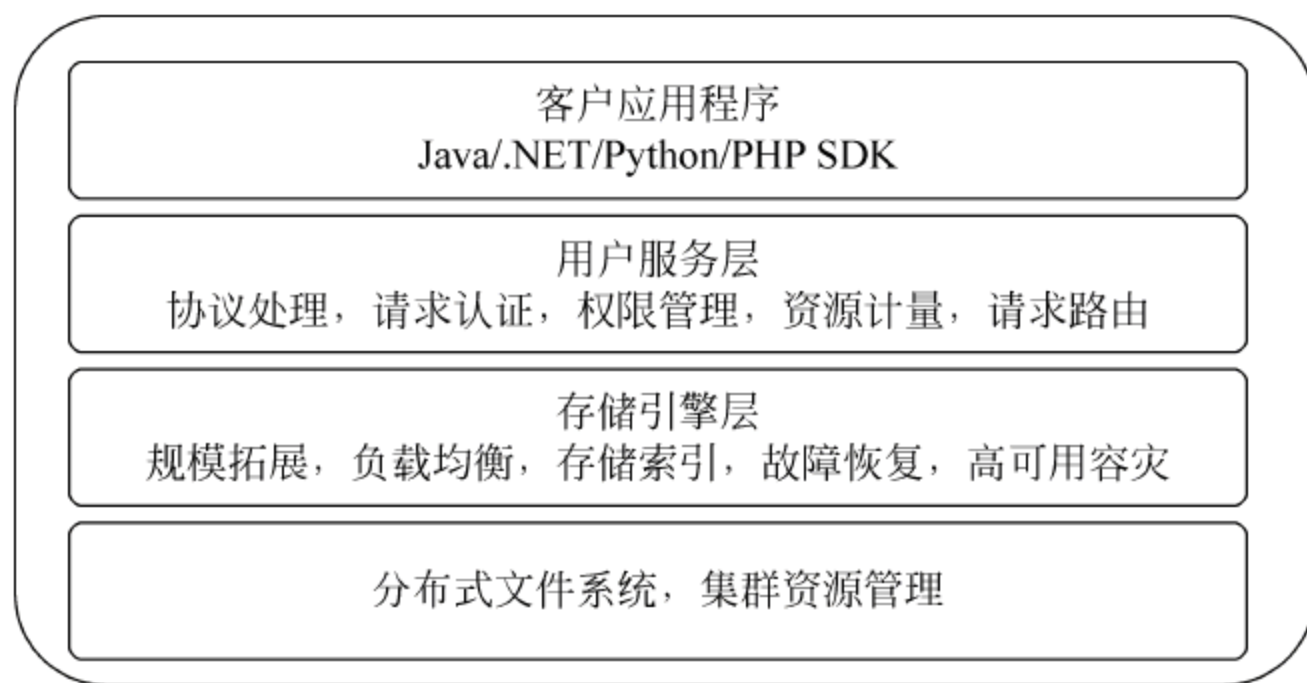 客户应用程序
Java/.NET/Python/PHP SDK
用户服务层
协议处理，请求认证，权限管理，资源计量，请求路由
存储引擎层
规模拓展，负载均衡，存储索引，故障恢复，高可用容灾
分布式文件系统，集群资源管理